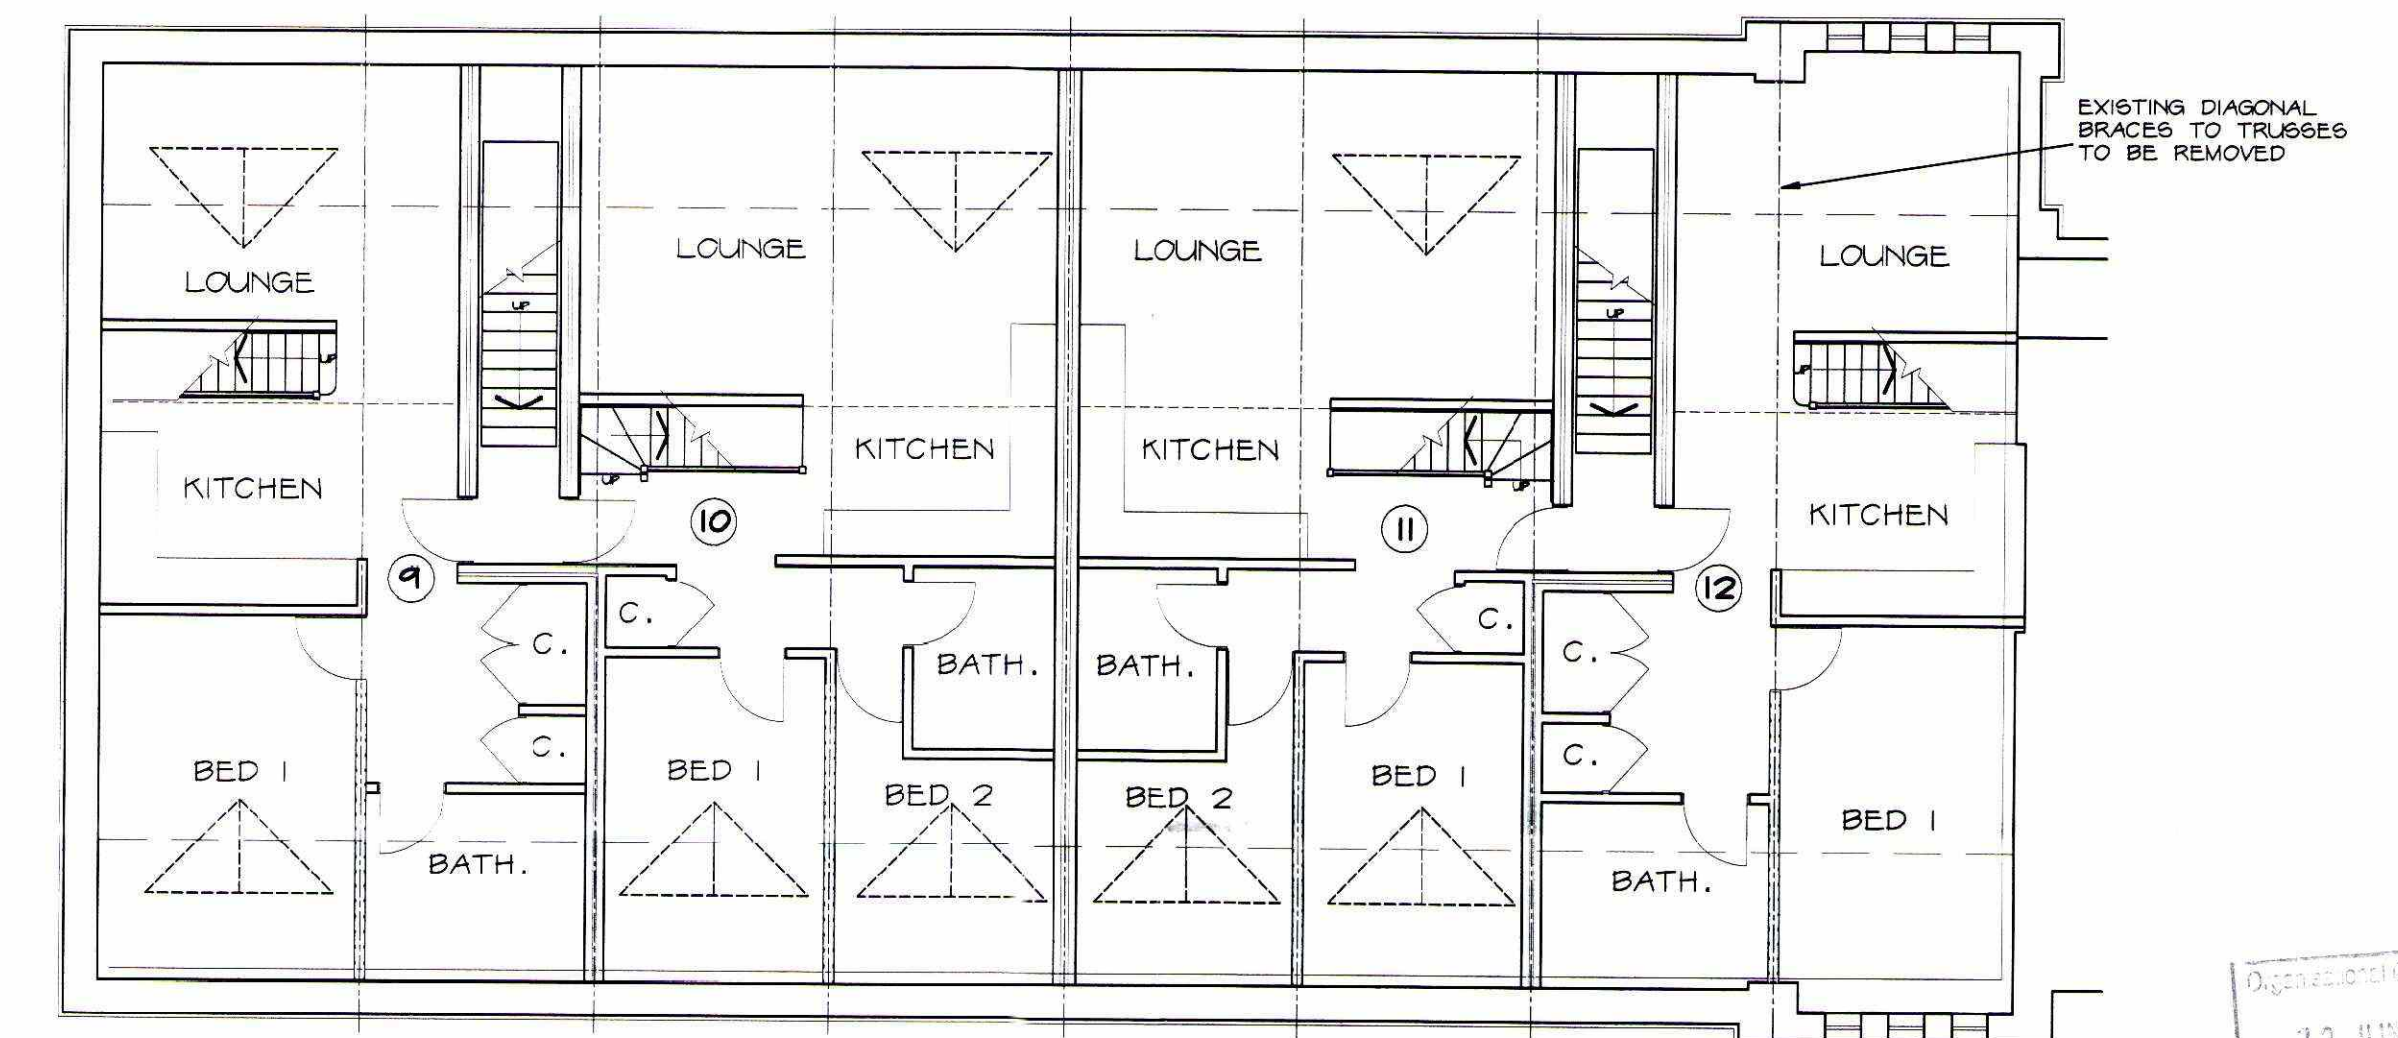 EXISTING DIAGONAL
BRACES TO TRUSSES
TO BE REMOVED
LOUNGE
LOUNGE
LOUNGE
LOUNGE
UP
UP
UP
UP
UP
UP
KITCHEN
KITCHEN
KITCHEN
KITCHEN
10
11
9
12
C.
C.
C.
C.
C.
C.
BATH.
BATH.
BED 1
BED 1
BED 2
BED 2
BED 1
BED 1
BATH.
BATH.